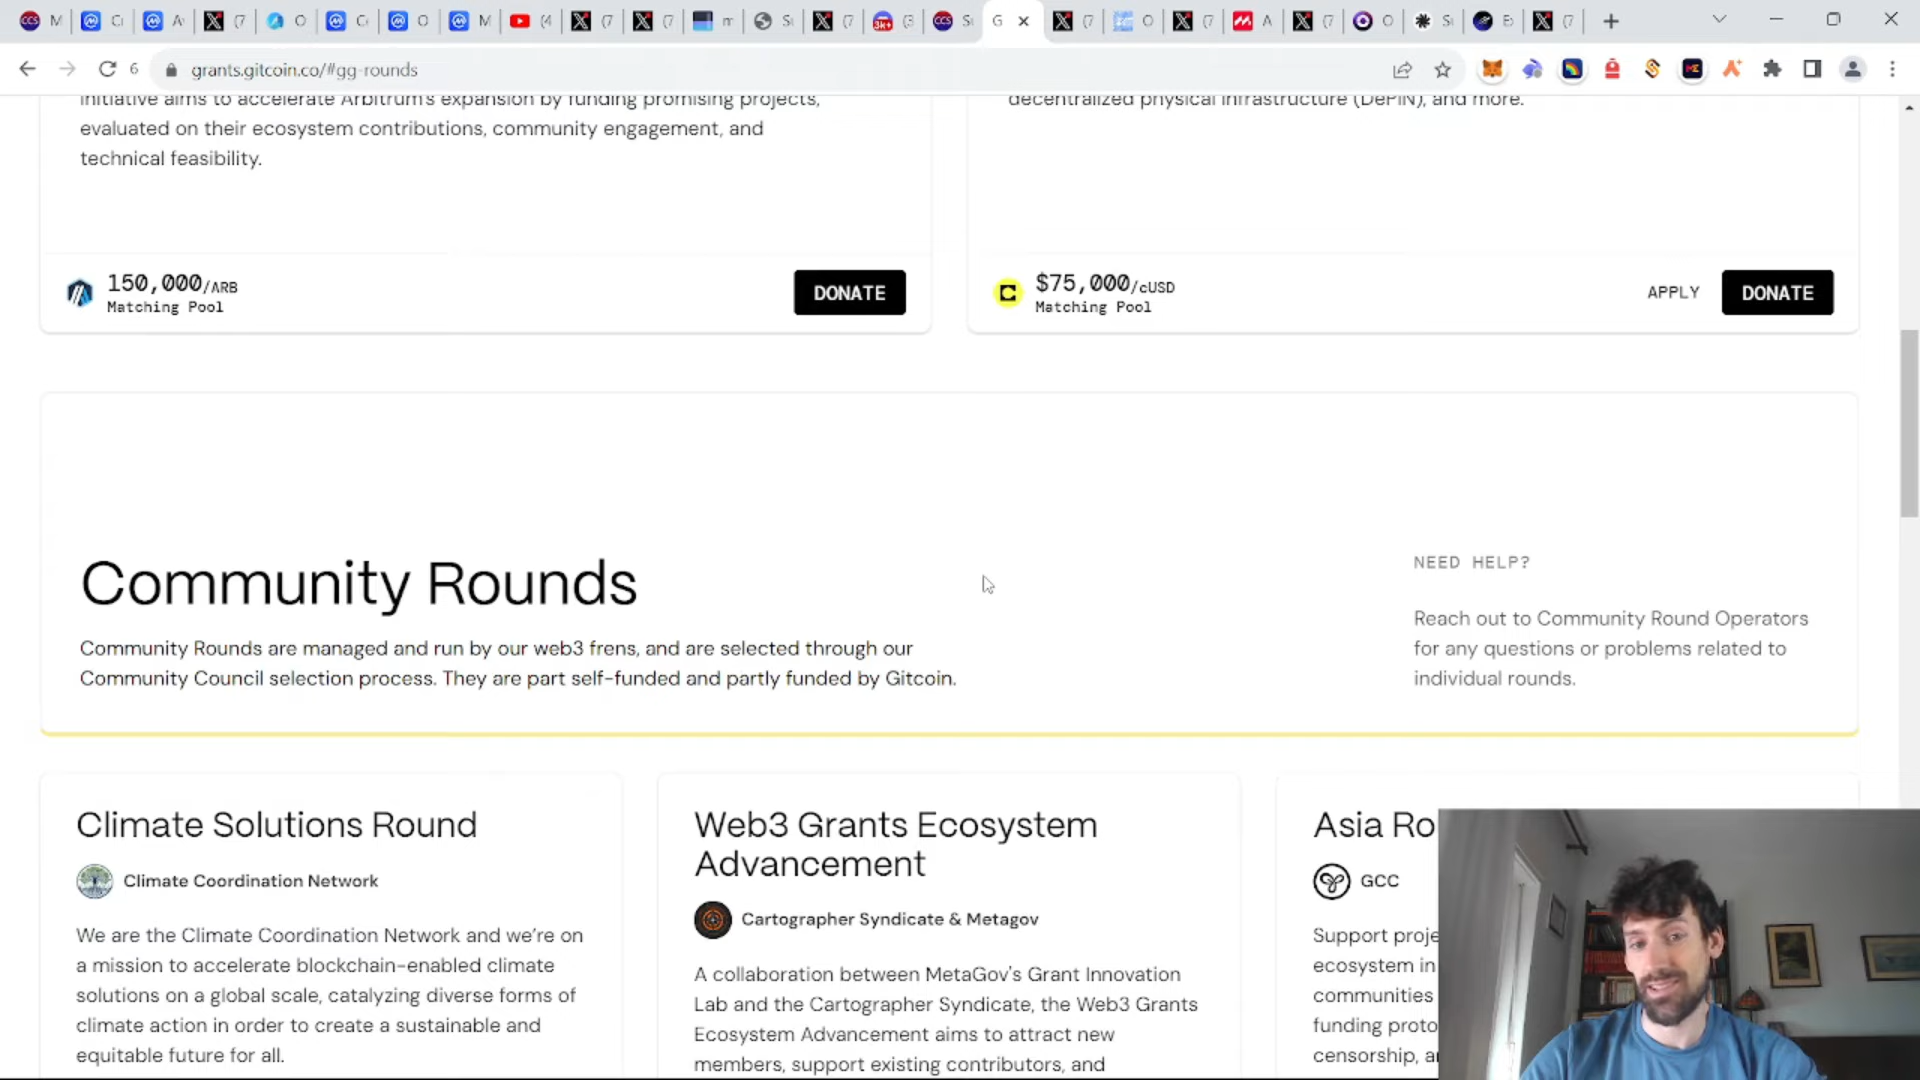 6
grants.gitcoin.co/#gg-rounds
initiative aims to accelerate Arbitrum's expansion by funding promising projects,
evaluated on their ecosystem contributions, community engagement, and
technical feasibility.
decentralized physical infrastructure (DePIN), and more.
150,000/ARB
Matching Pool
DONATE
$75,000/cUSD
Matching Pool
APPLY
DONATE
Community Rounds
Community Rounds are managed and run by our web3 frens, and are selected through our
Community Council selection process. They are part self-funded and partly funded by Gitcoin.
NEED HELP?
Reach out to Community Round Operators
for any questions or problems related to
individual rounds.
Climate Solutions Round
Climate Coordination Network
We are the Climate Coordination Network and we're on
a mission to accelerate blockchain-enabled climate
solutions on a global scale, catalyzing diverse forms of
climate action in order to create a sustainable and
equitable future for all.
Web3 Grants Ecosystem
Advancement
Cartographer Syndicate & Metagov
A collaboration between MetaGov's Grant Innovation
Lab and the Cartographer Syndicate, the Web3 Grants
Ecosystem Advancement aims to attract new
members, support existing contributors, and
Asia Ro
GCC
Support proje
ecosystem in
communities
funding proto
censorship, a